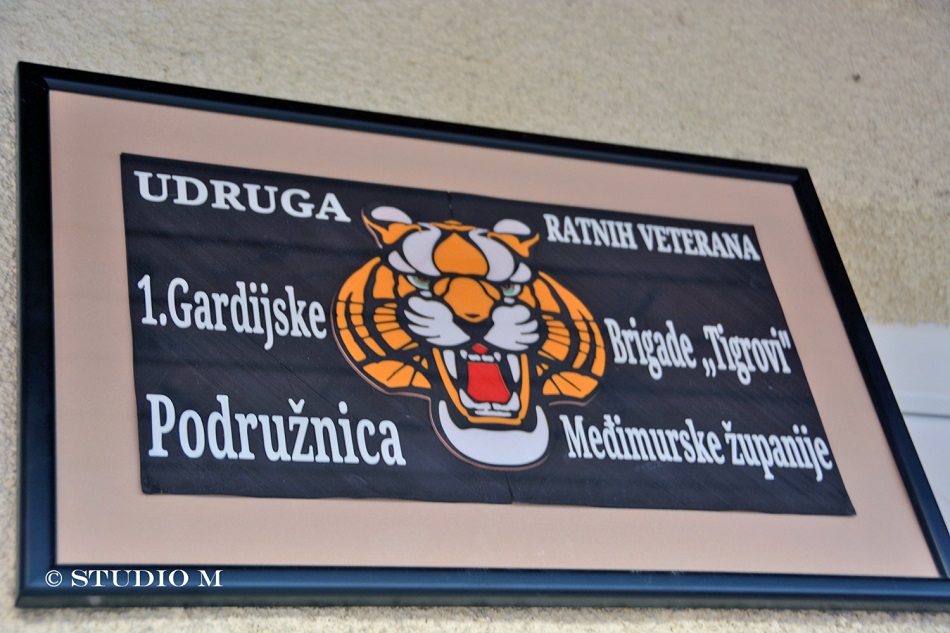 UDRUGA RATNIH VETERANA
1.Gardijske Brigade „Tigrovi"
Podružnica Međimurske županije
© STUDIO M